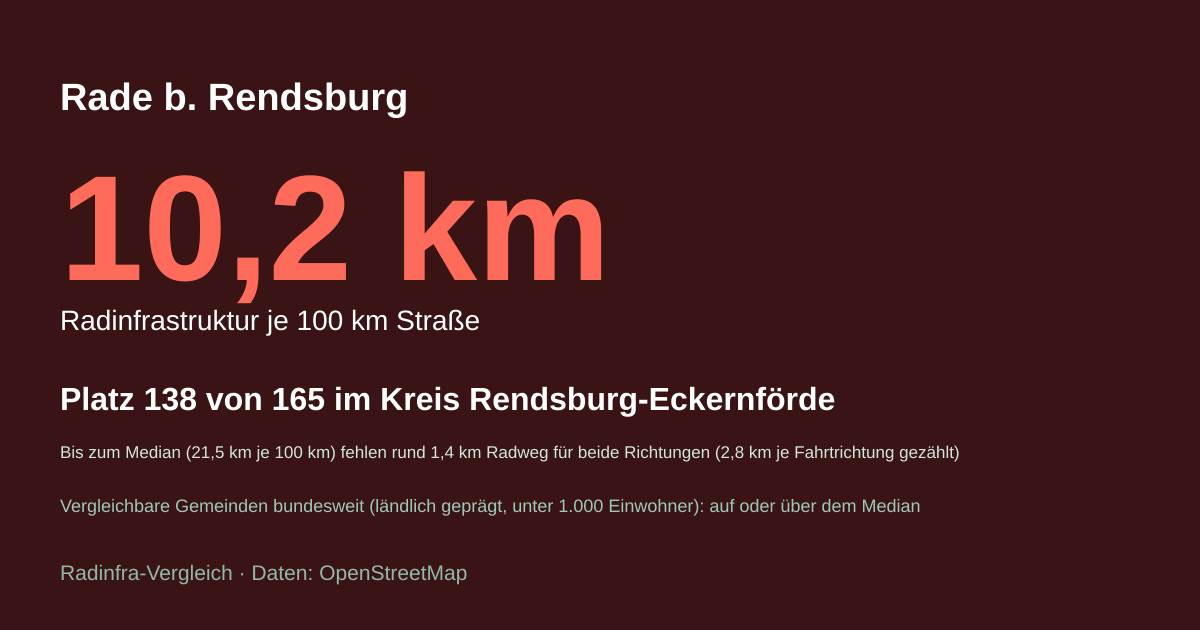 Rade b. Rendsburg
10,2 km
Radinfrastruktur je 100 km Straße
Platz 138 von 165 im Kreis Rendsburg-Eckernförde
Bis zum Median (21,5 km je 100 km) fehlen rund 1,4 km Radweg für beide Richtungen (2,8 km je Fahrtrichtung gezählt)
Vergleichbare Gemeinden bundesweit (ländlich geprägt, unter 1.000 Einwohner): auf oder über dem Median
Radinfra-Vergleich · Daten: OpenStreetMap